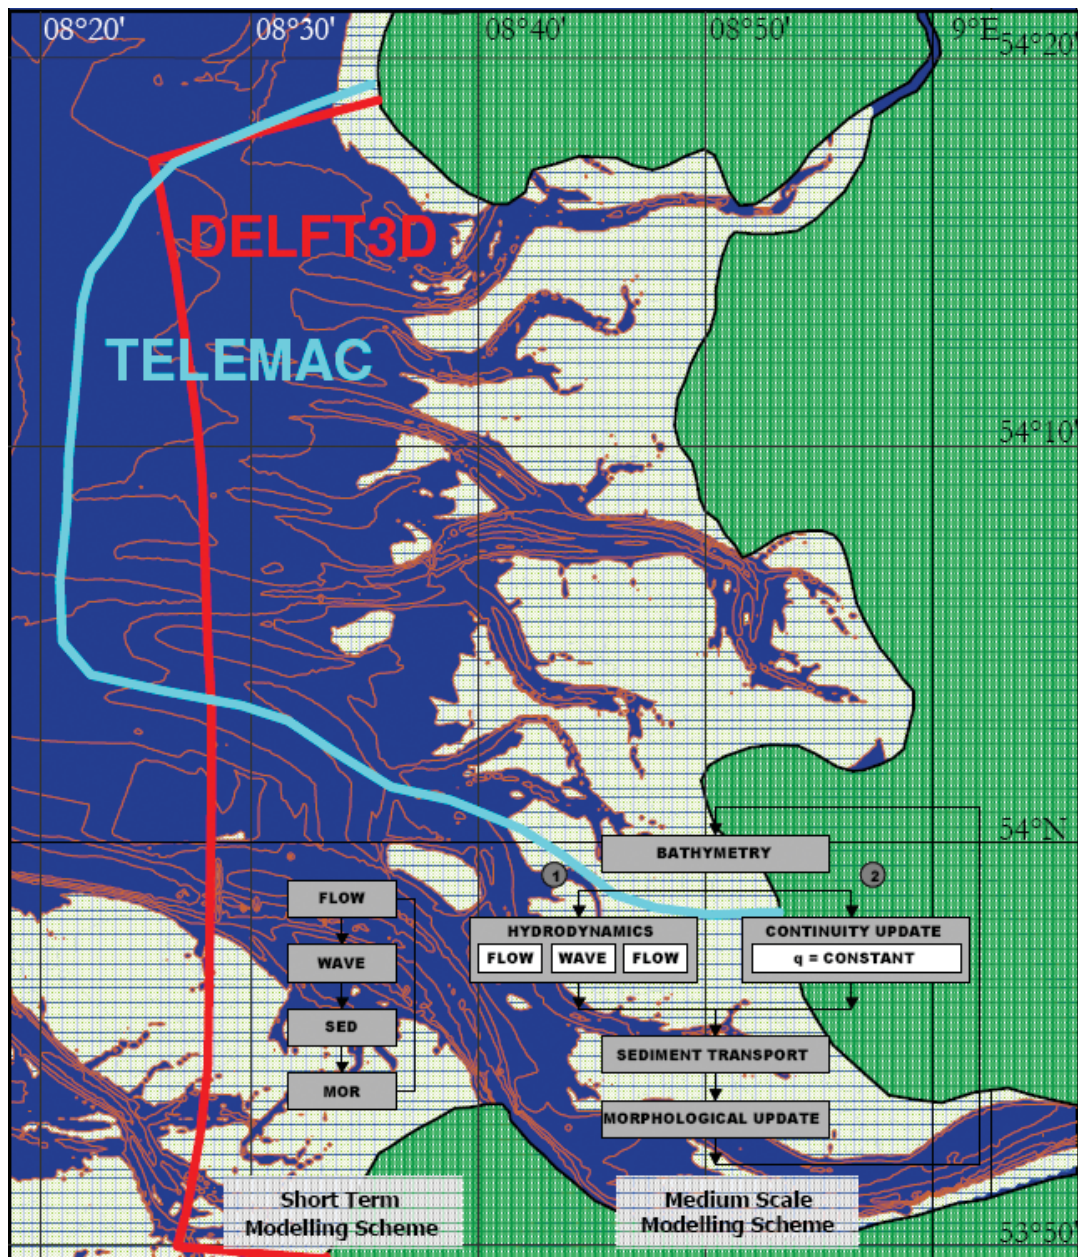 08°20' 08°30' 08°40' 08°50' 9°E
54°20'
DELFT3D
TELEMAC
54°10'
54°N
BATHYMETRY
1 2
FLOW
HYDRODYNAMICS
FLOW WAVE FLOW
CONTINUITY UPDATE
q = CONSTANT
WAVE
SED
SEDIMENT TRANSPORT
MOR
MORPHOLOGICAL UPDATE
Short Term
Modelling Scheme
Medium Scale
Modelling Scheme
53°50'